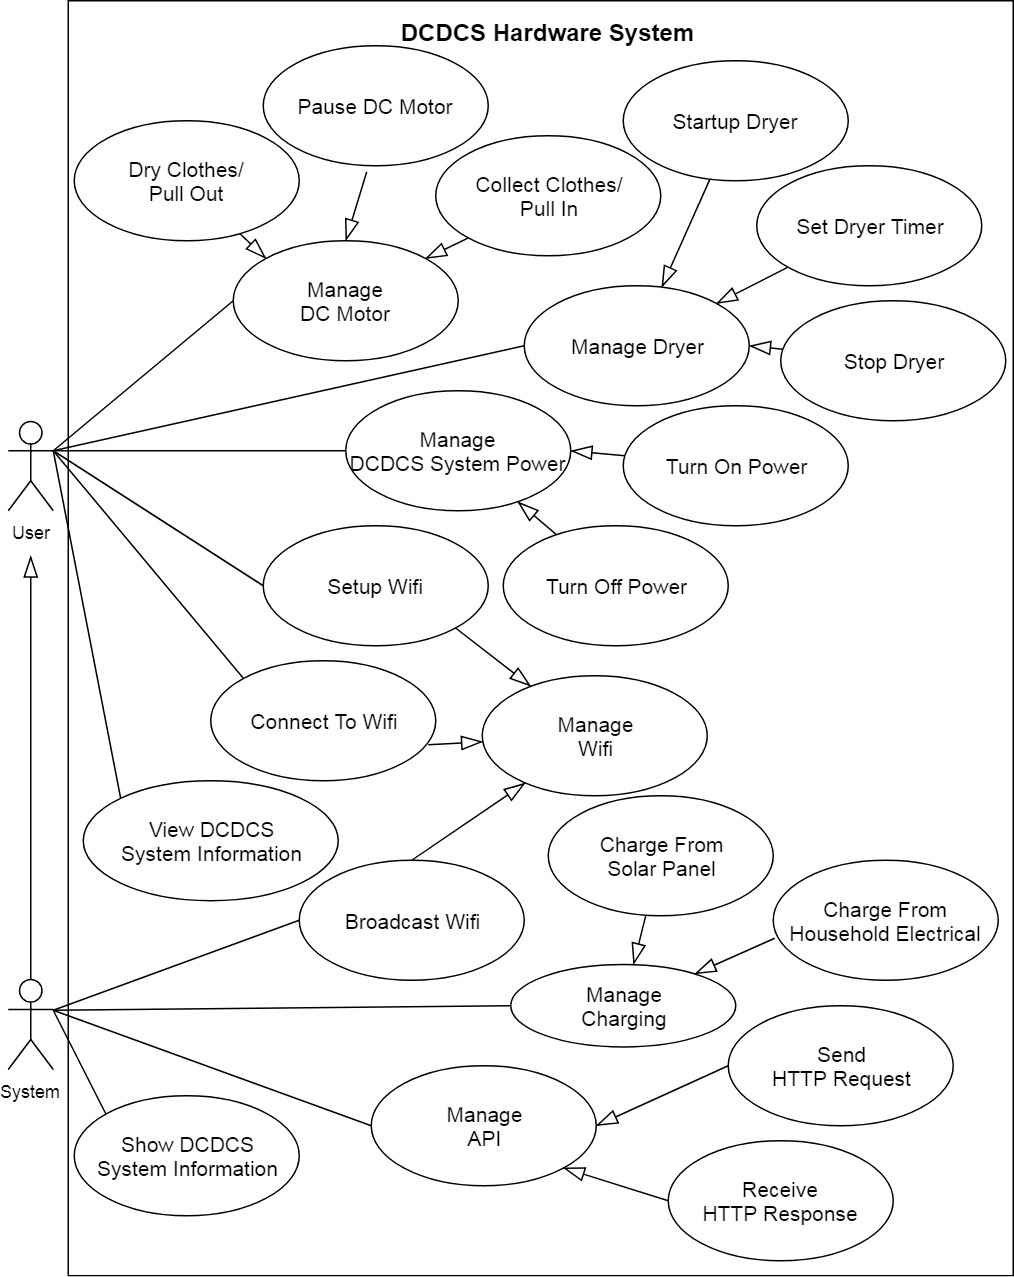 DCDCS Hardware System
Pause DC Motor
Startup Dryer
Dry Clothes/
Pull Out
Collect Clothes/
Pull In
Set Dryer Timer
Manage
DC Motor
Manage Dryer
Stop Dryer
Manage
DCDCS System Power
Turn On Power
User
Setup Wifi
Turn Off Power
Connect To Wifi
Manage
Wifi
View DCDCS
System Information
Charge From
Solar Panel
Broadcast Wifi
Charge From
Household Electrical
Manage
Charging
System
Send
HTTP Request
Manage
API
Show DCDCS
System Information
Receive
HTTP Response